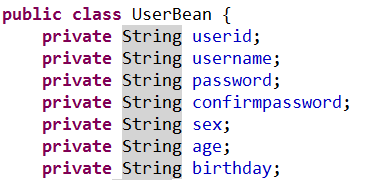 public class UserBean {
    private String userid;
    private String username;
    private String password;
    private String confirmpassword;
    private String sex;
    private String age;
    private String birthday;